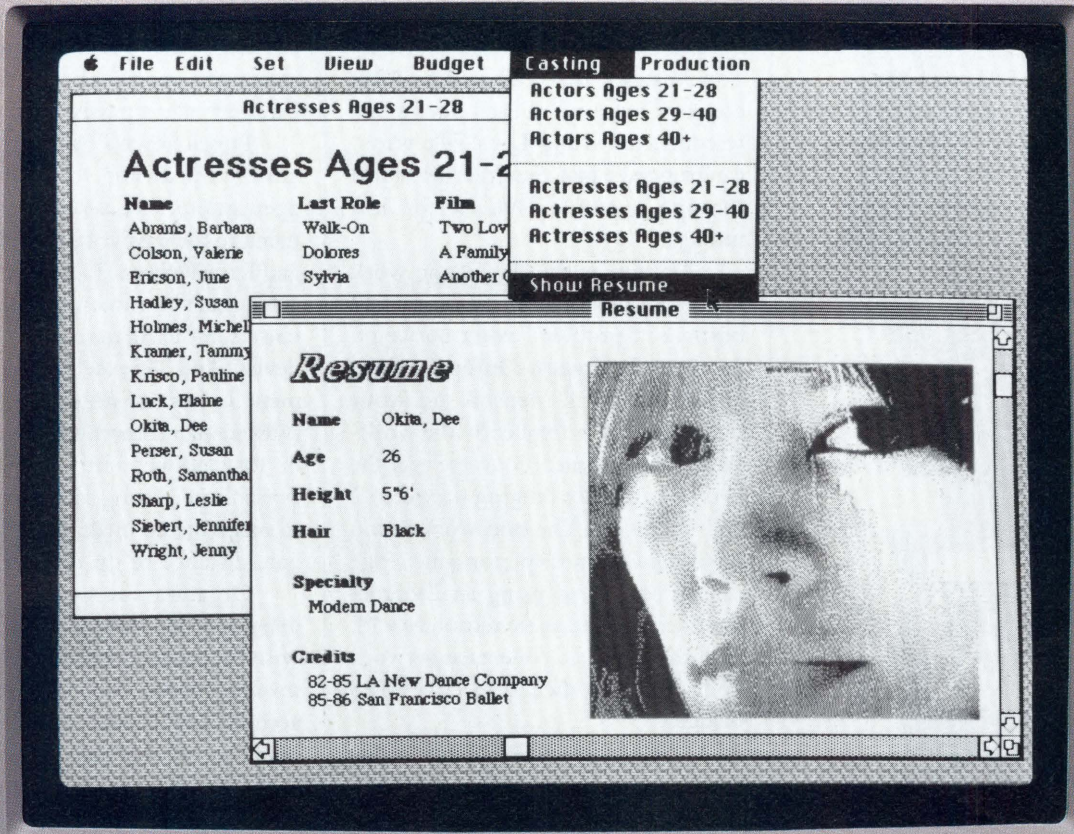 File Edit Set View Budget Casting Production
Actresses Ages 21-28
Actors Ages 21-28
Actors Ages 29-40
Actors Ages 40+
Actresses Ages 21-28
Actresses Ages 29-40
Actresses Ages 40+
Show Resume
Actresses Ages 21-2
Name Last Role Film
Abrams, Barbara Walk-On Two Lov
Colson, Valerie Dolores A Family
Ericson, June Sylvia Another
Hadley, Susan
Holmes, Michel
Kramer, Tammy
Krisco, Pauline
Luck, Elaine
Okita, Dee
Perser, Susan
Roth, Samantha
Sharp, Leslie
Siebert, Jennifer
Wright, Jenny
Resume
Resume
Name Okita, Dee
Age 26
Height 5"6'
Hair Black
Specialty
Modern Dance
Credits
82-85 LA New Dance Company
85-86 San Francisco Ballet